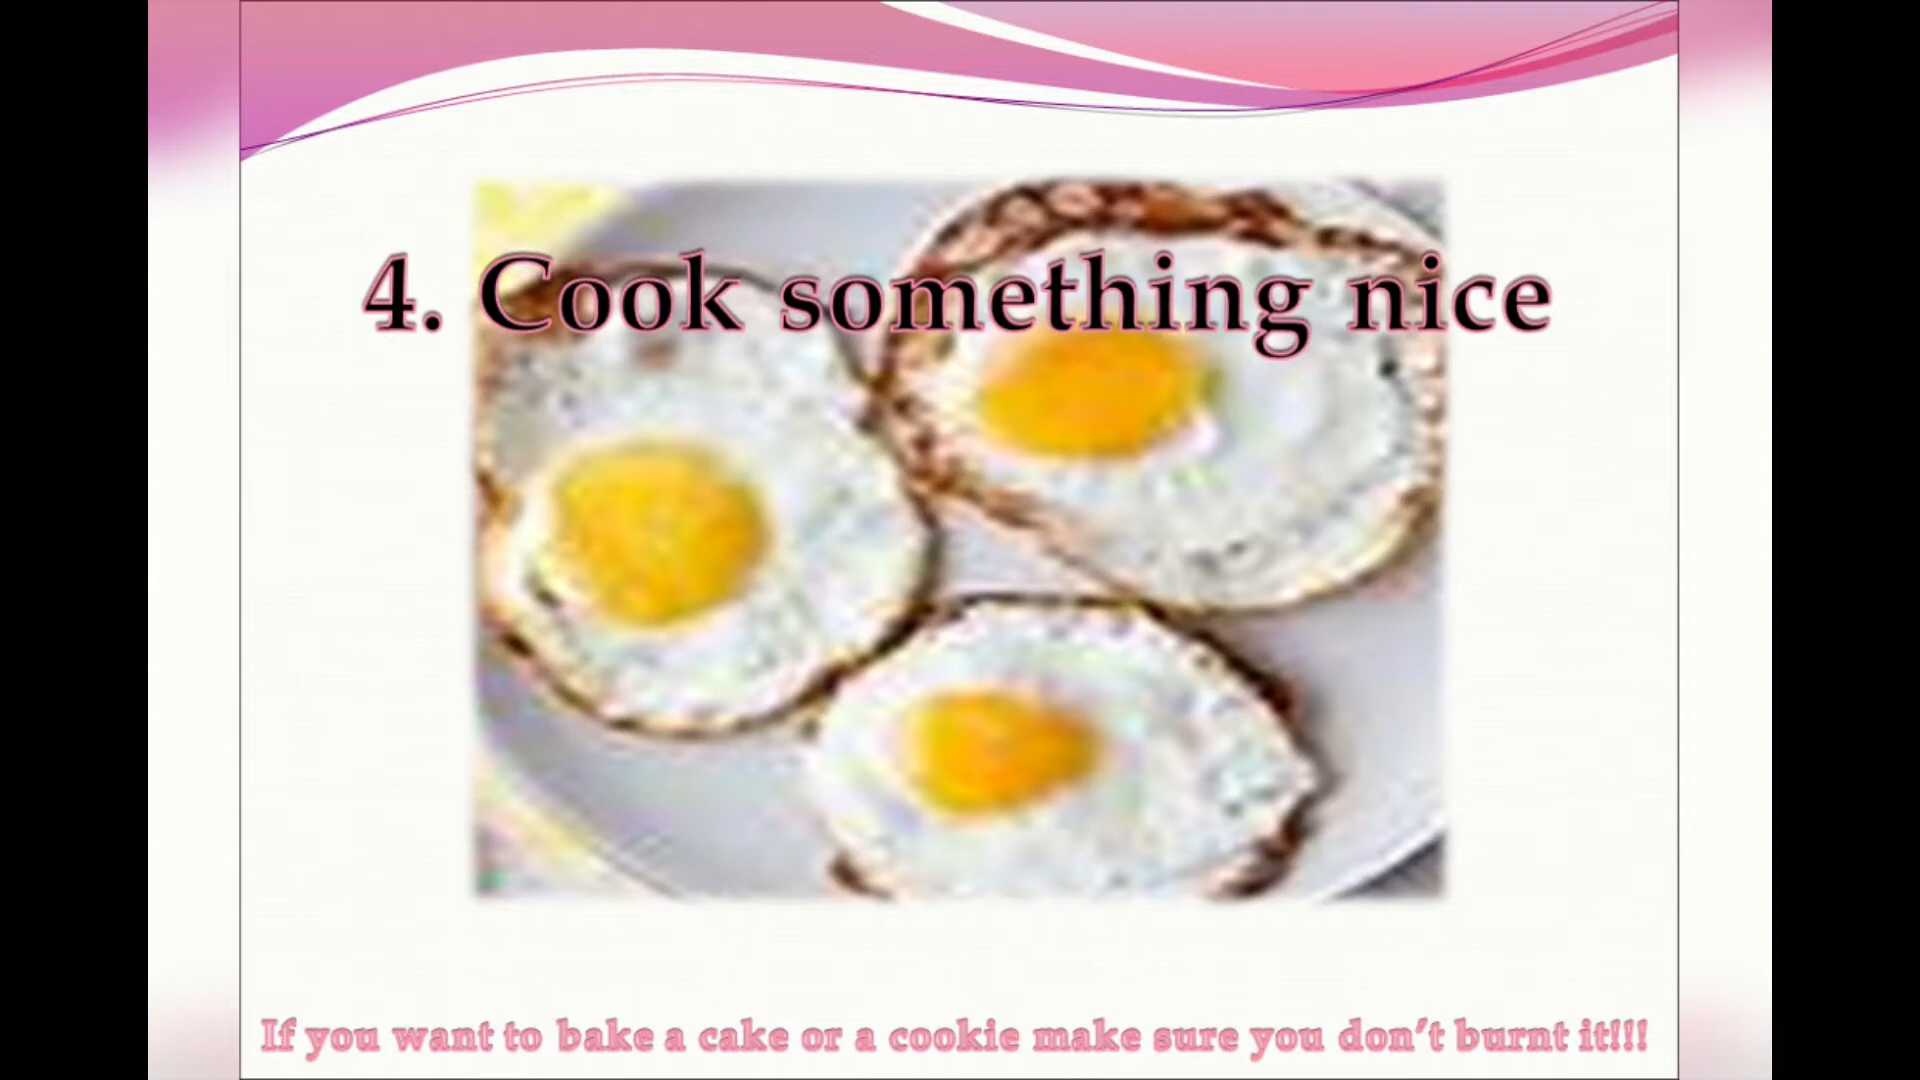 4. Cook something nice
If you want to bake a cake or a cookie make sure you don’t burnt it!!!